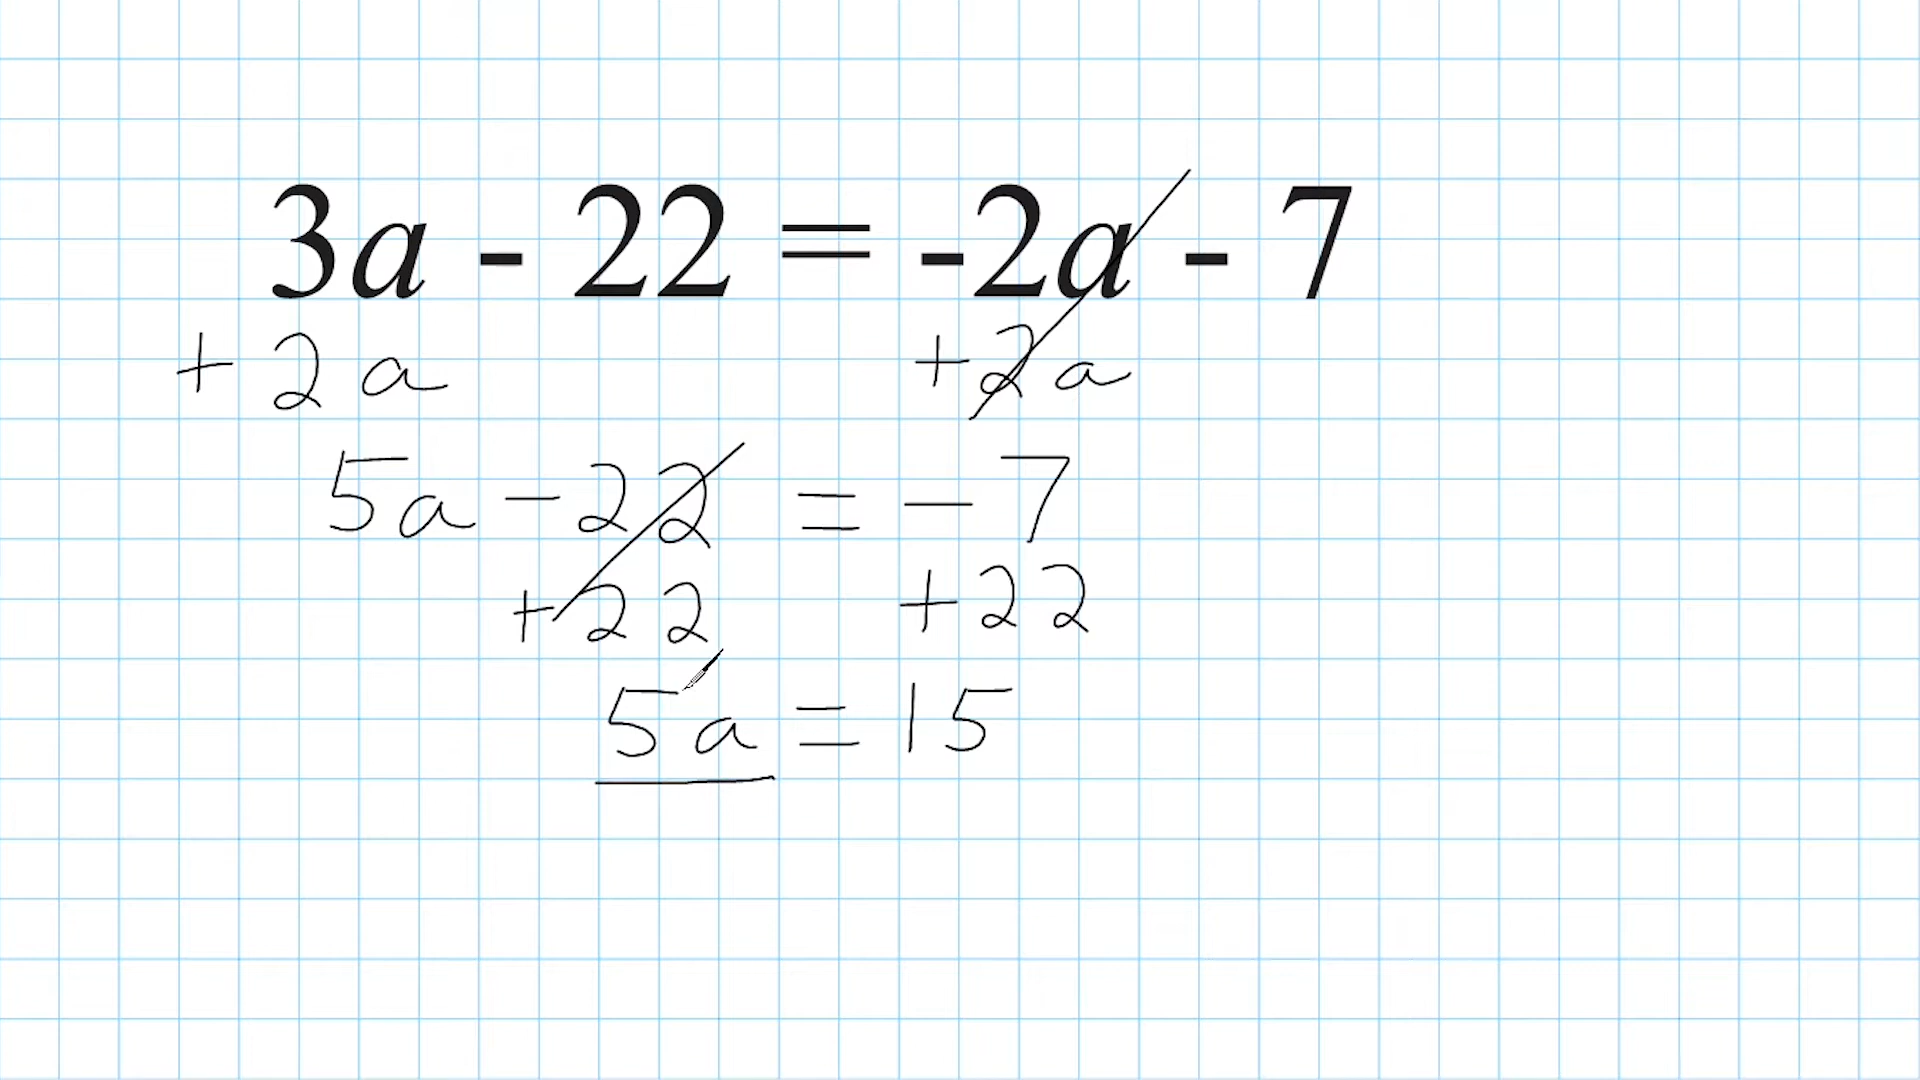 3a - 22 = -2a - 7
+ 2a + 2a
5a - 22 = - 7
+ 22 + 22
5a = 15